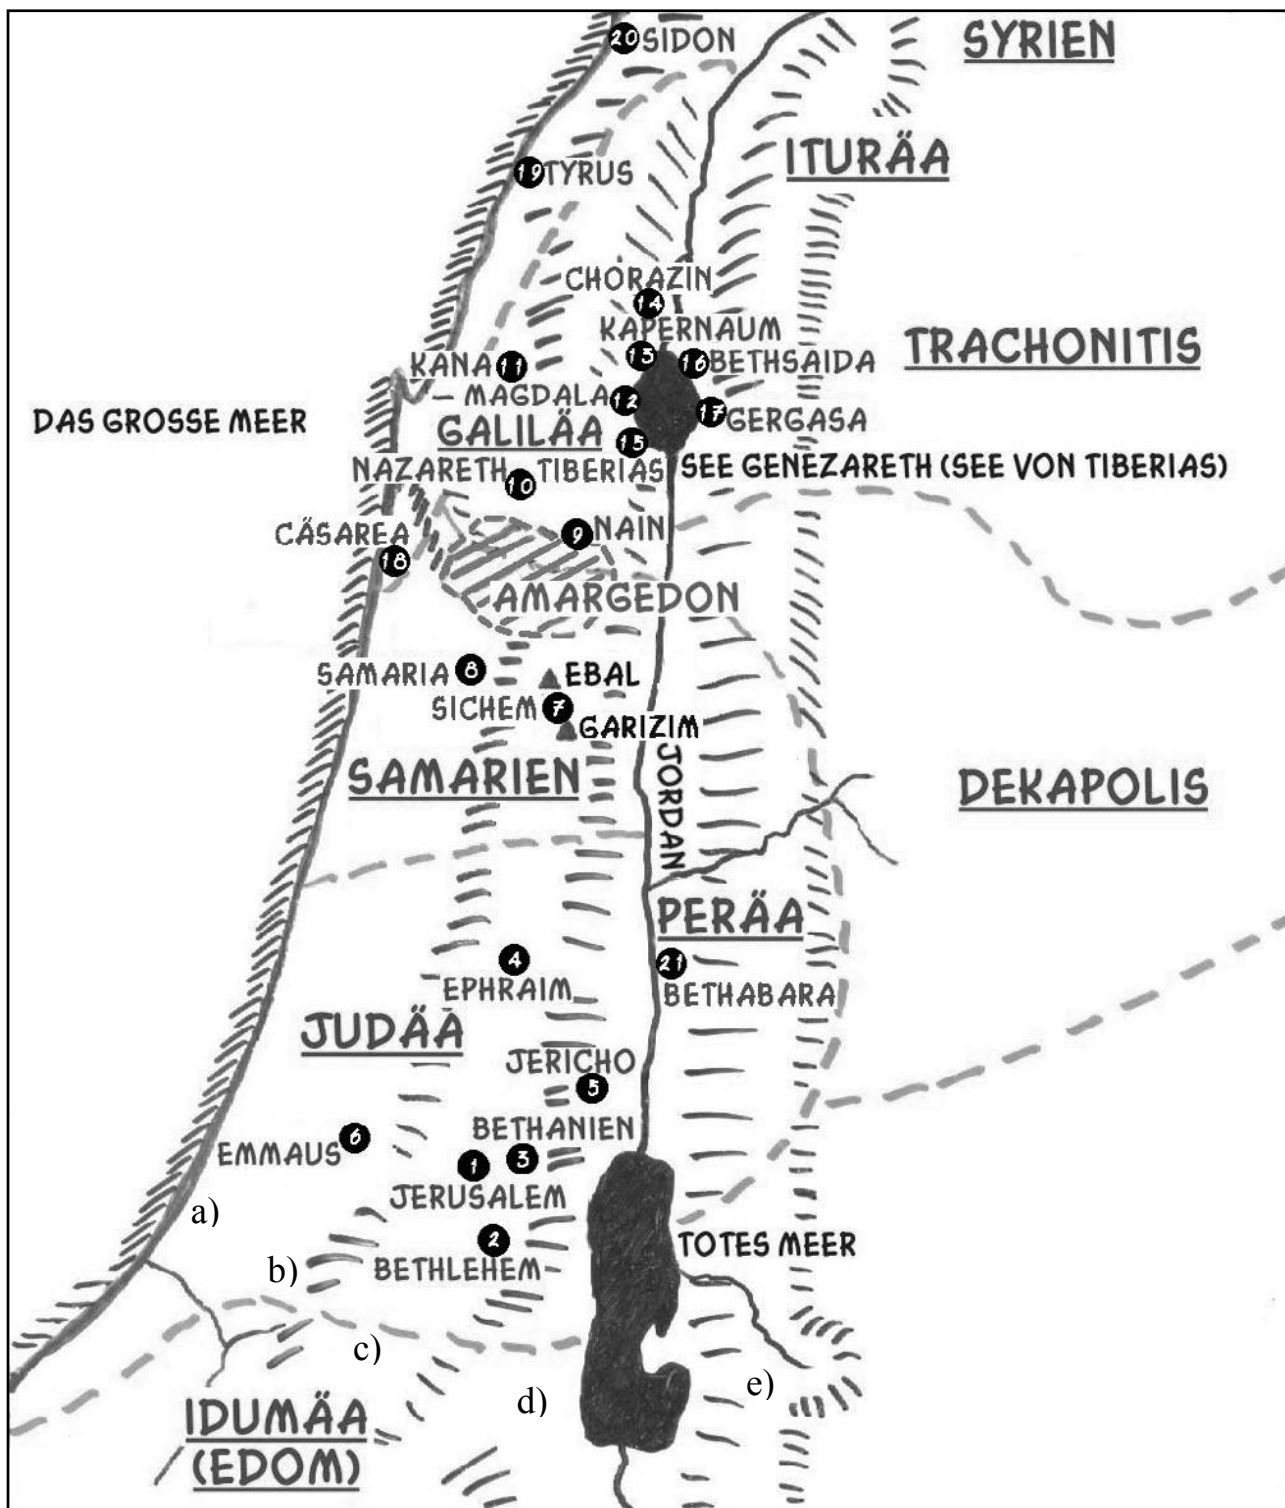 20 SIDON
SYRIEN
ITURÄA
19 TYRUS
CHORAZIN
14
KAPERNAUM
15
16 BETHSAIDA
TRACHONITIS
KANA 11
MAGDALA 12
17 GERGASA
DAS GROSSE MEER
GALILÄA
15
NAZARETH
10
TIBERIAS
SEE GENEZARETH (SEE VON TIBERIAS)
CÄSAREA
18
9 NAIN
AMARGEDON
SAMARIA 8
EBAL
SICHEM 7
GARIZIM
SAMARIEN
JORDAN
DEKAPOLIS
PERÄA
4
EPHRAIM
21
BETHABARA
JUDÄA
JERICHO
5
BETHANIEN
EMMAUS 6
1
3
JERUSALEM
a)
2
BETHLEHEM
TOTES MEER
b)
c)
d)
e)
IDUMÄA
(EDOM)